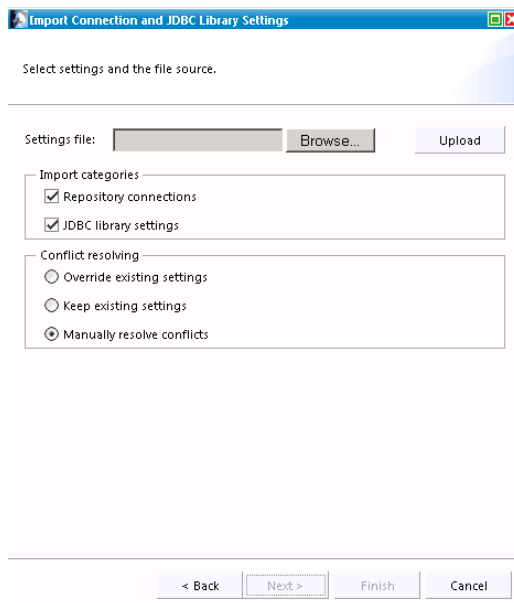 Import Connection and JDBC Library Settings
Select settings and the file source.
Settings file: Browse... Upload
Import categories
Repository connections
JDBC library settings
Conflict resolving
Override existing settings
Keep existing settings
Manually resolve conflicts
< Back Next > Finish Cancel